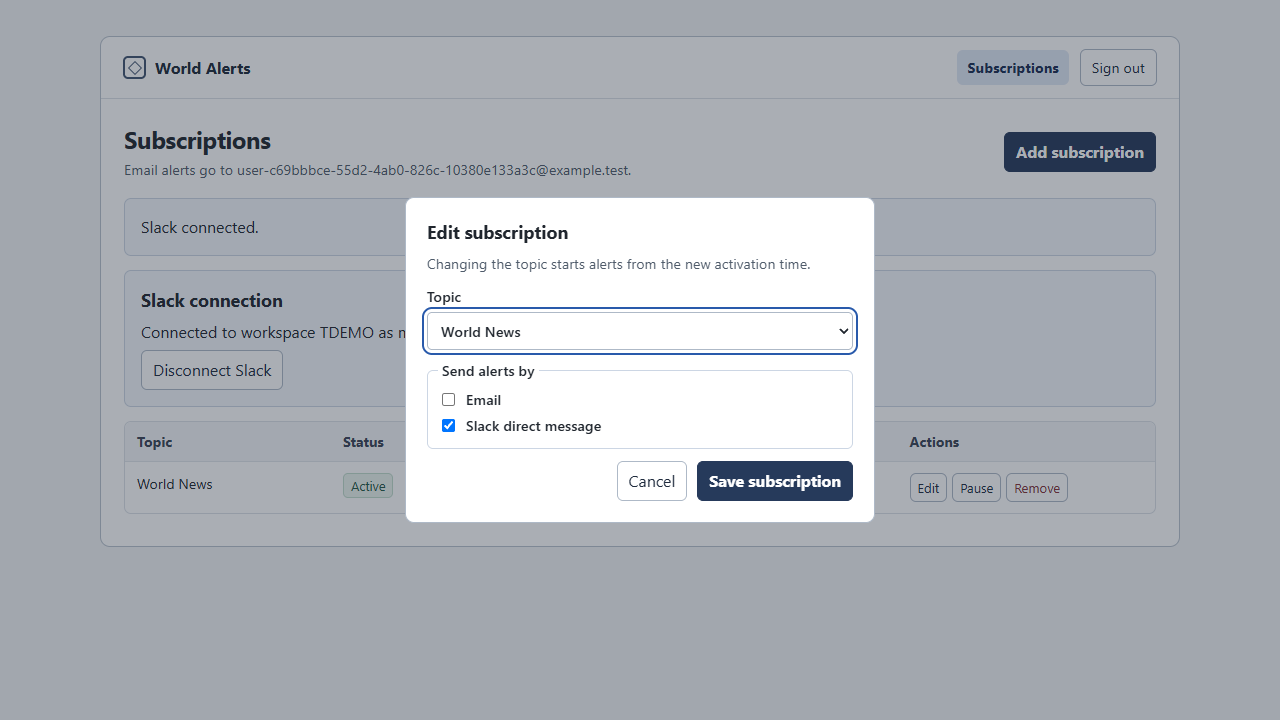 World Alerts
Subscriptions
Sign out
Subscriptions
Email alerts go to user-c69bbbce-55d2-4ab0-826c-10380e133a3c@example.test.
Add subscription
Slack connected.
Slack connection
Connected to workspace TDEMO as
Disconnect Slack
Edit subscription
Changing the topic starts alerts from the new activation time.
Topic
World News
Send alerts by
Email
Slack direct message
Cancel
Save subscription
Topic Status Actions
World News Active Edit Pause Remove